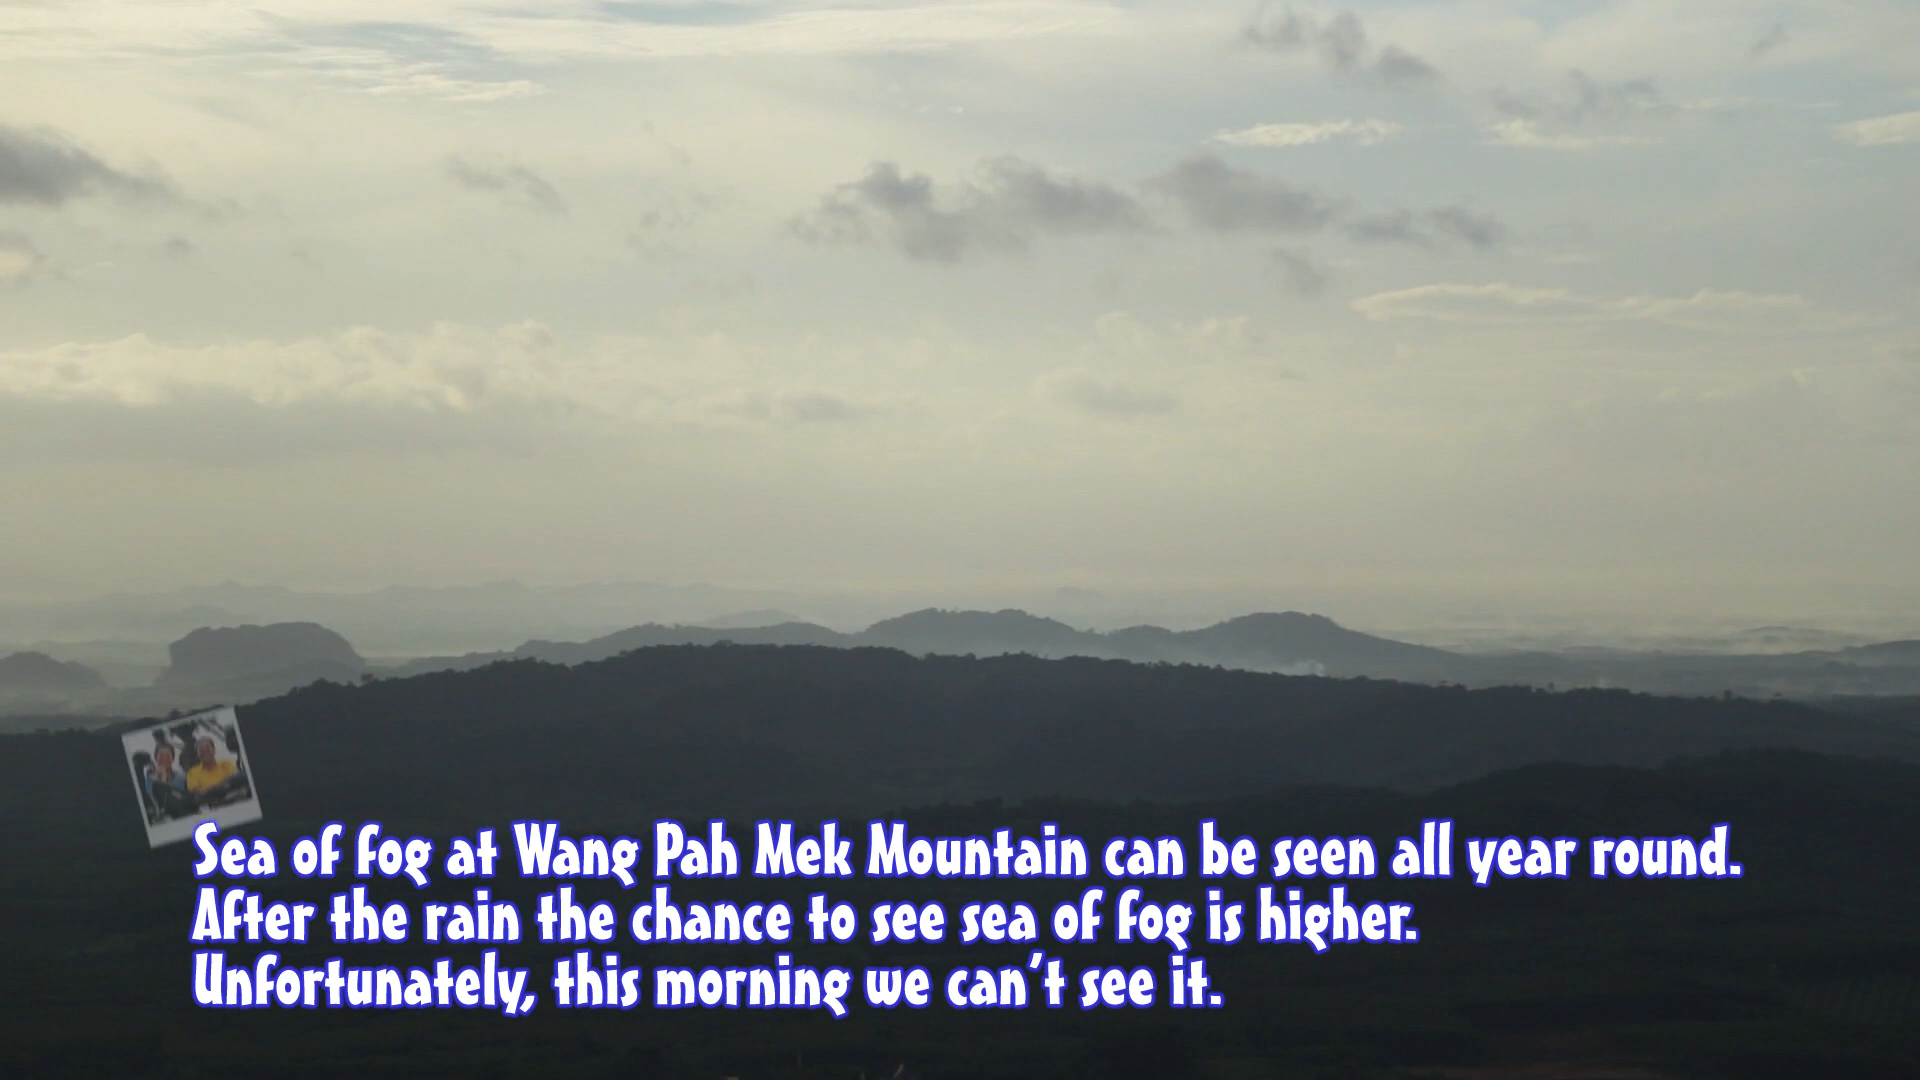 Sea of fog at Wang Pah Mek Mountain can be seen all year round.
After the rain the chance to see sea of fog is higher.
Unfortunately, this morning we can't see it.